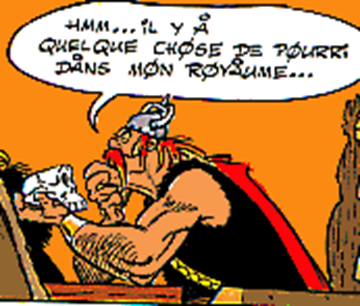 HMM...IL Y Å
QUELQUE CHØSE DE PØURRI
DÅNS MØN RØYÅUME...